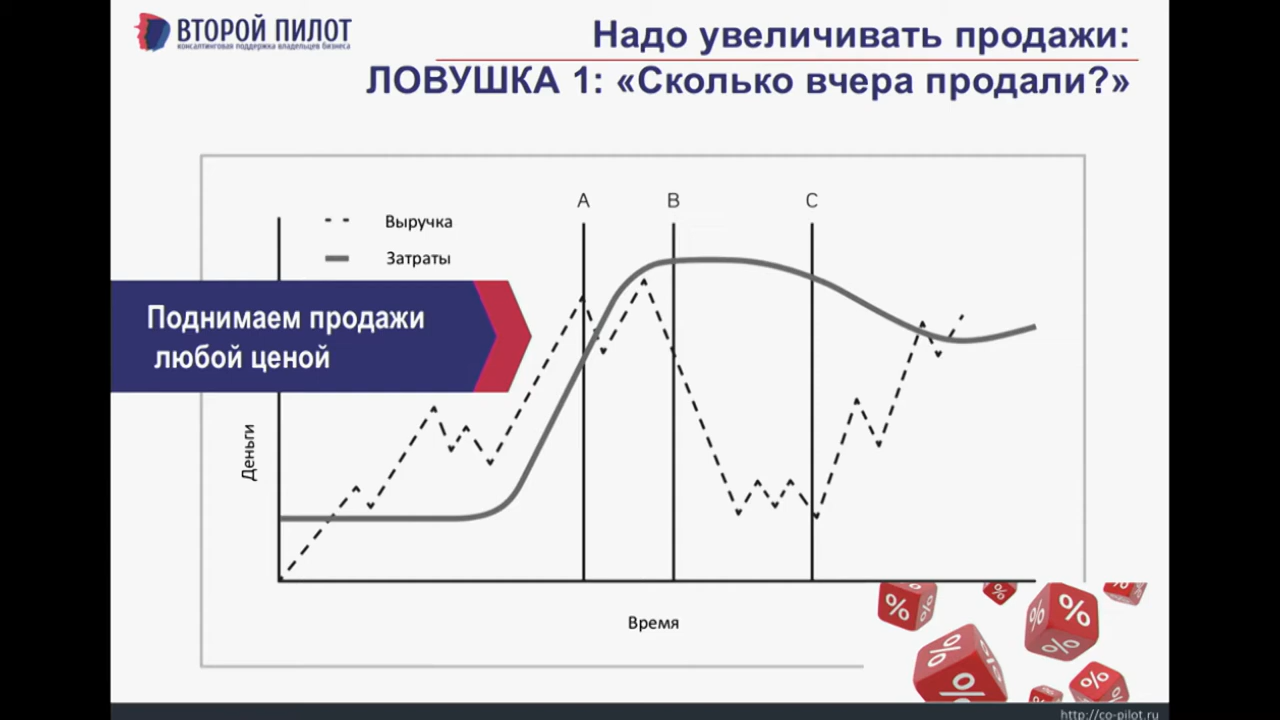 ВТОРОЙ ПИЛОТ
консалтинговая поддержка владельцев бизнеса
Надо увеличивать продажи:
ЛОВУШКА 1: «Сколько вчера продали?»
A
B
C
Выручка
Затраты
Поднимаем продажи
любой ценой
Деньги
Время
%
%
%
%
%
%
%
%
%
%
%
%
http://co-pilot.ru